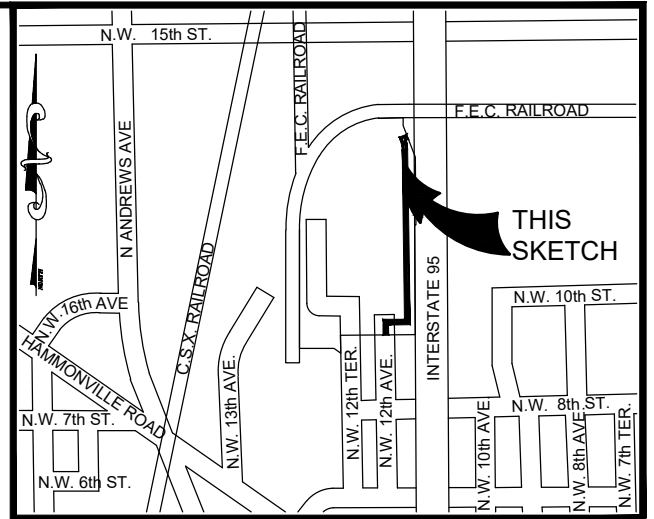 N.W. 15th ST.
F.E.C. RAILROAD
F.E.C. RAILROAD
N ANDREWS AVE
NORTH
THIS
SKETCH
C.S.X. RAILROAD
INTERSTATE 95
N.W. 10th ST.
N.W. 16th AVE
HAMMONVILLE ROAD
N.W. 13th AVE.
N.W. 12th TER.
N.W. 12th AVE.
N.W. 7th ST.
N.W. 8th ST.
N.W. 10th AVE
N.W. 8th AVE
N.W. 7th TER.
N.W. 6th ST.